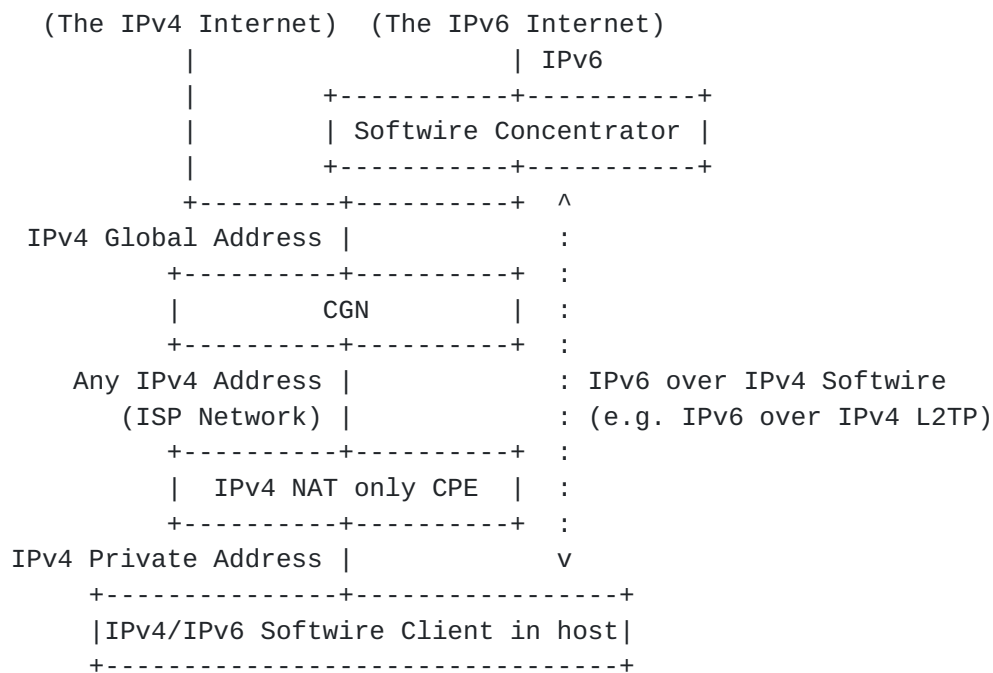 (The IPv4 Internet)  (The IPv6 Internet)
           |                    | IPv6
           |        +-----------+-----------+
           |        | Softwire Concentrator |
           |        +-----------+-----------+
           +---------+----------+  ^
 IPv4 Global Address |             :
          +----------+----------+  :
          |         CGN         |  :
          +----------+----------+  :
    Any IPv4 Address |             : IPv6 over IPv4 Softwire
       (ISP Network) |             : (e.g. IPv6 over IPv4 L2TP)
          +----------+----------+  :
          |  IPv4 NAT only CPE  |  :
          +----------+----------+  :
IPv4 Private Address |             v
     +---------------+-----------------+
     |IPv4/IPv6 Softwire Client in host|
     +---------------------------------+